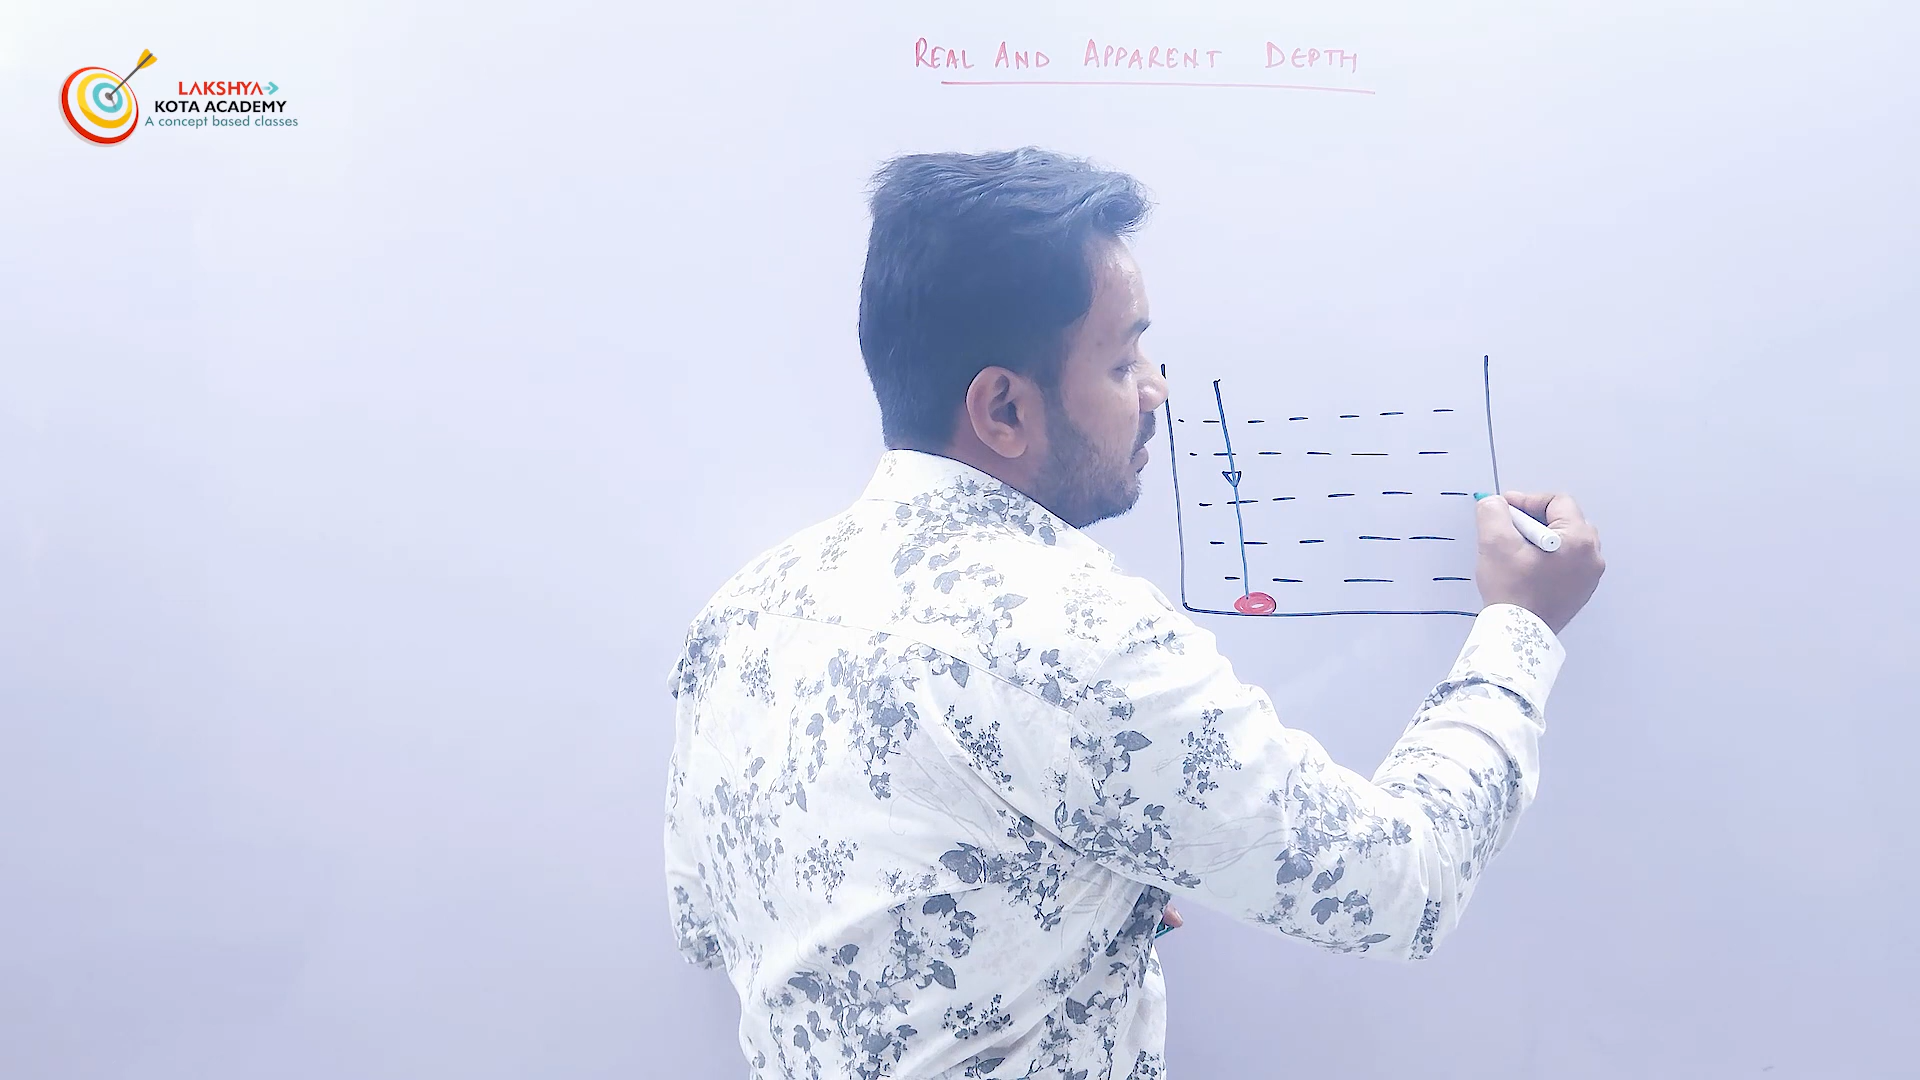 REAL AND APPARENT DEPTH
LAKSHYA
KOTA ACADEMY
A concept based classes